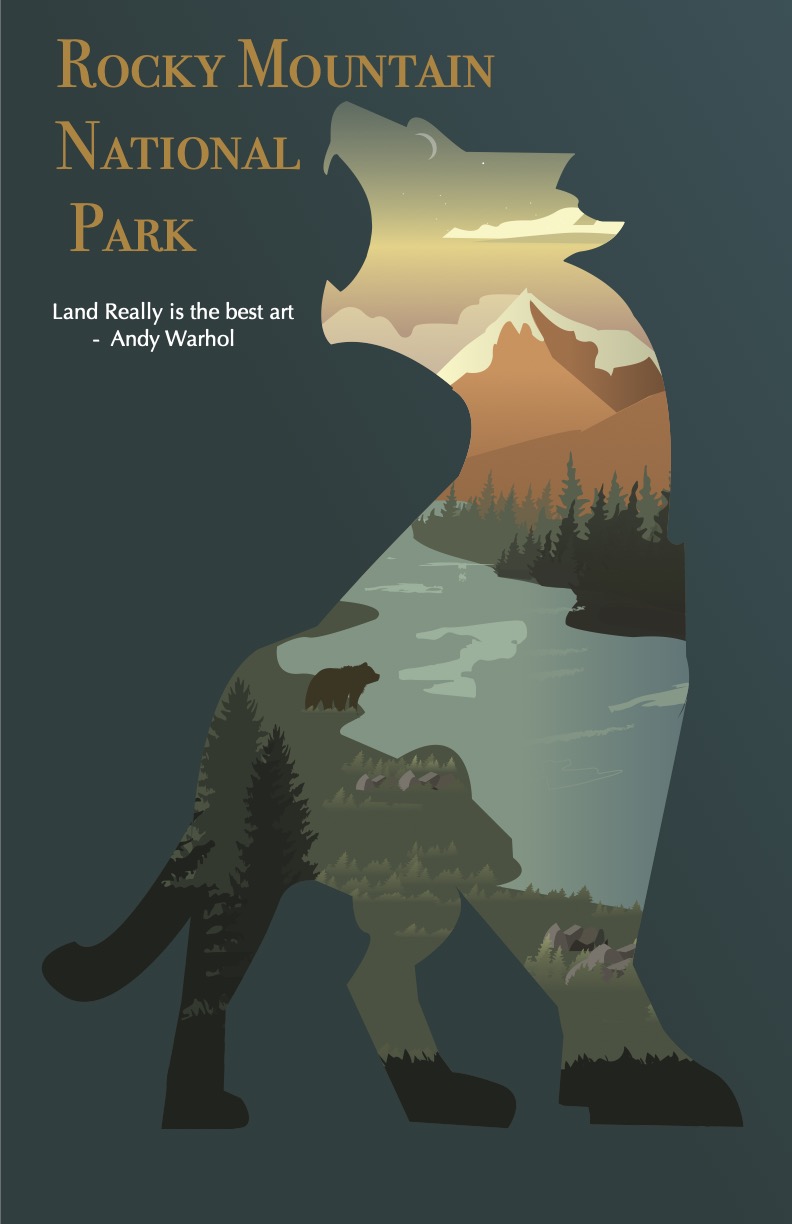 Rocky Mountain
National
Park
Land Really is the best art
- Andy Warhol